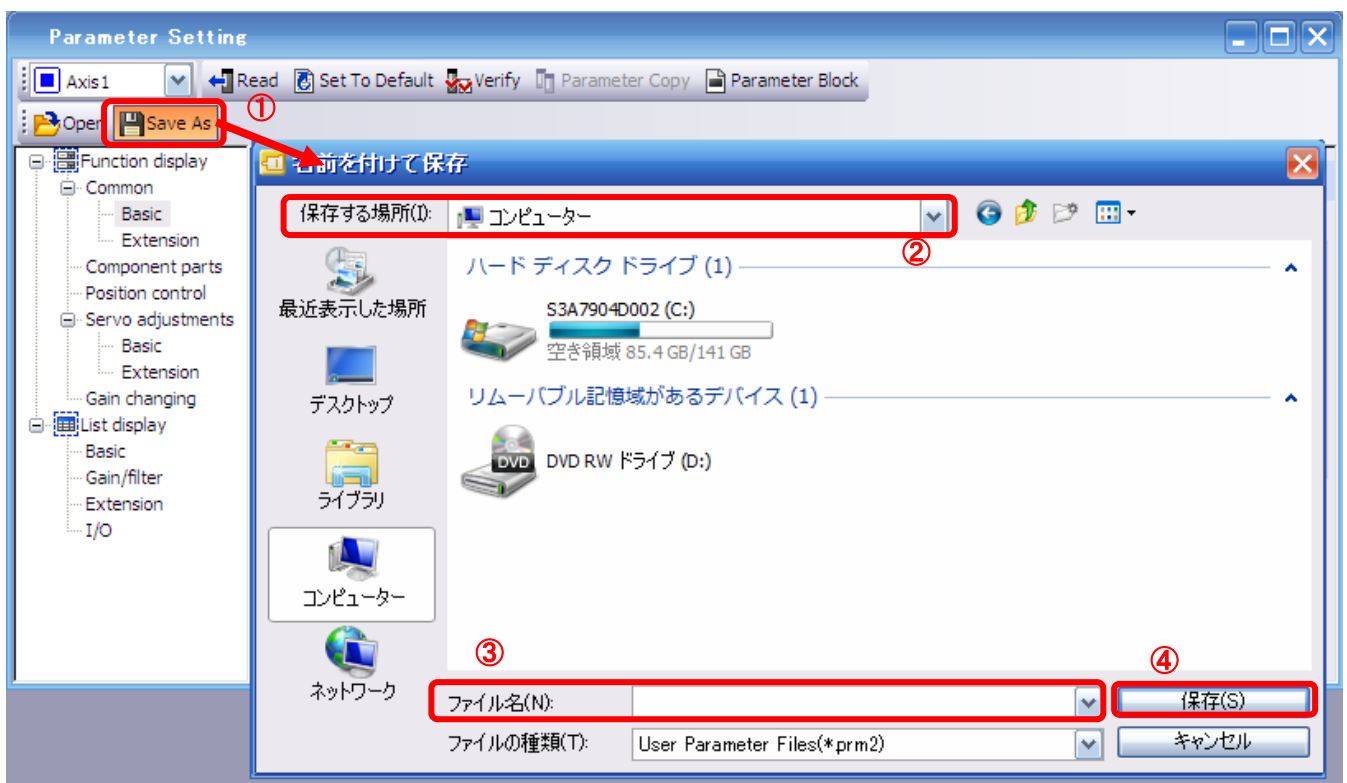 Parameter Setting
Axis1 Read Set To Default Verify Parameter Copy Parameter Block
①
Open Save As
Function display
Common
Basic
Extension
Component parts
Position control
Servo adjustments
Basic
Extension
Gain changing
List display
Basic
Gain/filter
Extension
I/O
名前を付けて保存
保存する場所(I): コンピューター
②
最近表示した場所
デスクトップ
ライブラリ
コンピューター
ネットワーク
ハード ディスク ドライブ (1)
S3A7904D002 (C:)
空き領域 85.4 GB/141 GB
リムーバブル記憶域があるデバイス (1)
DVD
DVD RW ドライブ (D:)
③
④
ファイル名(N):
保存(S)
ファイルの種類(T): User Parameter Files(*.prm2)
キャンセル